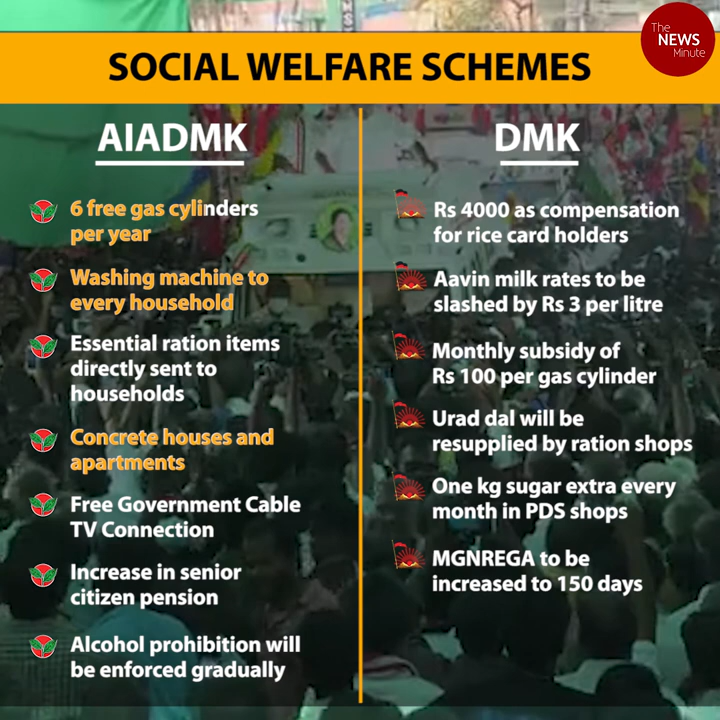 The
NEWS
Minute
SOCIAL WELFARE SCHEMES
AIADMK
6 free gas cylinders
per year
Washing machine to
every household
Essential ration items
directly sent to
households
Concrete houses and
apartments
Free Government Cable
TV Connection
Increase in senior
citizen pension
Alcohol prohibition will
be enforced gradually
DMK
Rs 4000 as compensation
for rice card holders
Aavin milk rates to be
slashed by Rs 3 per litre
Monthly subsidy of
Rs 100 per gas cylinder
Urad dal will be
resupplied by ration shops
One kg sugar extra every
month in PDS shops
MGNREGA to be
increased to 150 days